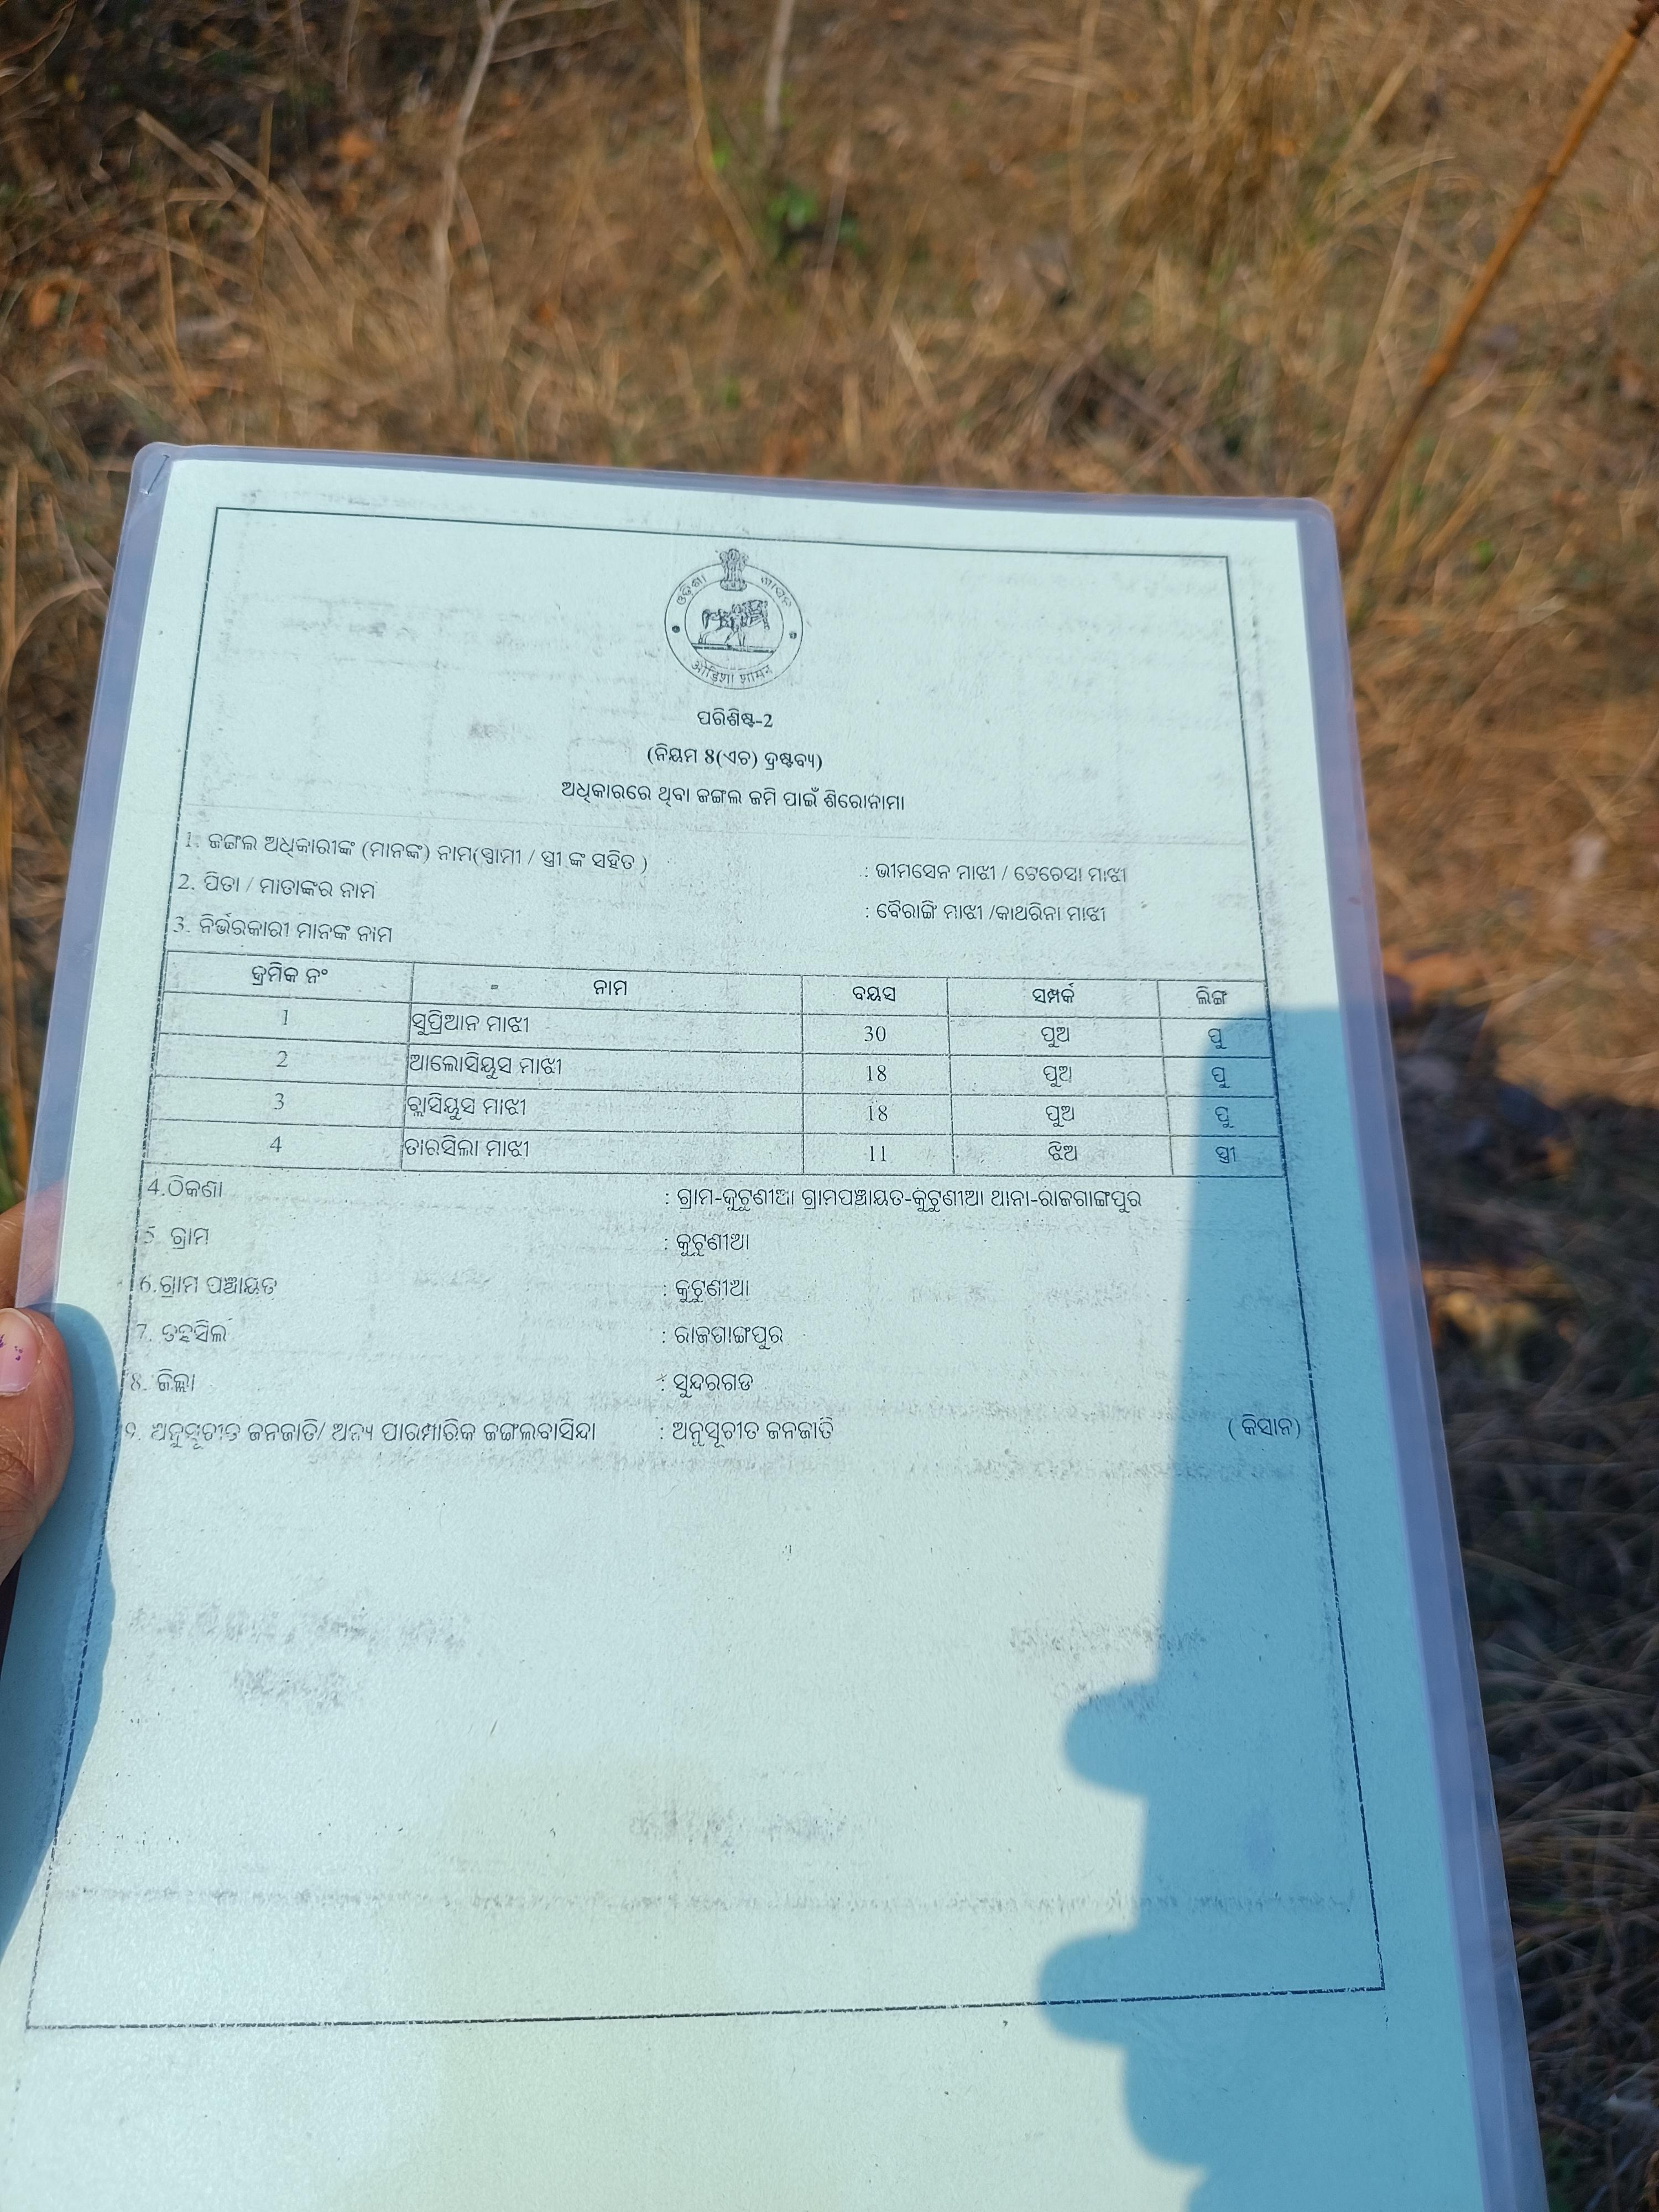 ଓଡ଼ିଶା ଶାସନ
ओडिशा शासन
ପରିଶିଷ୍ଟ-2
(ନିୟମ 8(ଏଚ) ଦ୍ରଷ୍ଟବ୍ୟ)
ଅଧିକାରରେ ଥିବା ଜଙ୍ଗଲ ଜମି ପାଇଁ ଶିରୋନାମା
1. ଜଙ୍ଗଲ ଅଧିକାରୀଙ୍କ (ମାନଙ୍କ) ନାମ(ସ୍ୱାମୀ / ସ୍ତ୍ରୀ ଙ୍କ ସହିତ ) : ଭୀମସେନ ମାଝୀ / ଟେରେସା ମାଝୀ
2. ପିତା / ମାତାଙ୍କର ନାମ : ବୈରାଙ୍ଗି ମାଝୀ /କାଥରିନା ମାଝୀ
3. ନିର୍ଭରକାରୀ ମାନଙ୍କ ନାମ
କ୍ରମିକ ନଂ ନାମ ବୟସ ସମ୍ପର୍କ ଲିଙ୍ଗ
1 ସୁପ୍ରିଆନ ମାଝୀ 30 ପୁଅ ପୁ
2 ଆଲୋସିୟୁସ ମାଝୀ 18 ପୁଅ ପୁ
3 ବ୍ଲାସିୟୁସ ମାଝୀ 18 ପୁଅ ପୁ
4 ତାରସିଲା ମାଝୀ 11 ଝିଅ ସ୍ତ୍ରୀ
4.ଠିକଣା : ଗ୍ରାମ-କୁଟୁଣୀଆ ଗ୍ରାମପଞ୍ଚାୟତ-କୁଟୁଣୀଆ ଥାନା-ରାଜଗାଙ୍ଗପୁର
5. ଗ୍ରାମ : କୁଟୁଣୀଆ
6.ଗ୍ରାମ ପଞ୍ଚାୟତ : କୁଟୁଣୀଆ
7. ତହସିଲ : ରାଜଗାଙ୍ଗପୁର
8. ଜିଲ୍ଲା : ସୁନ୍ଦରଗଡ
9. ଅନୁସୂଚୀତ ଜନଜାତି/ ଅନ୍ୟ ପାରମ୍ପାରିକ ଜଙ୍ଗଲବାସିନ୍ଦା : ଅନୁସୂଚୀତ ଜନଜାତି ( କିସାନ)